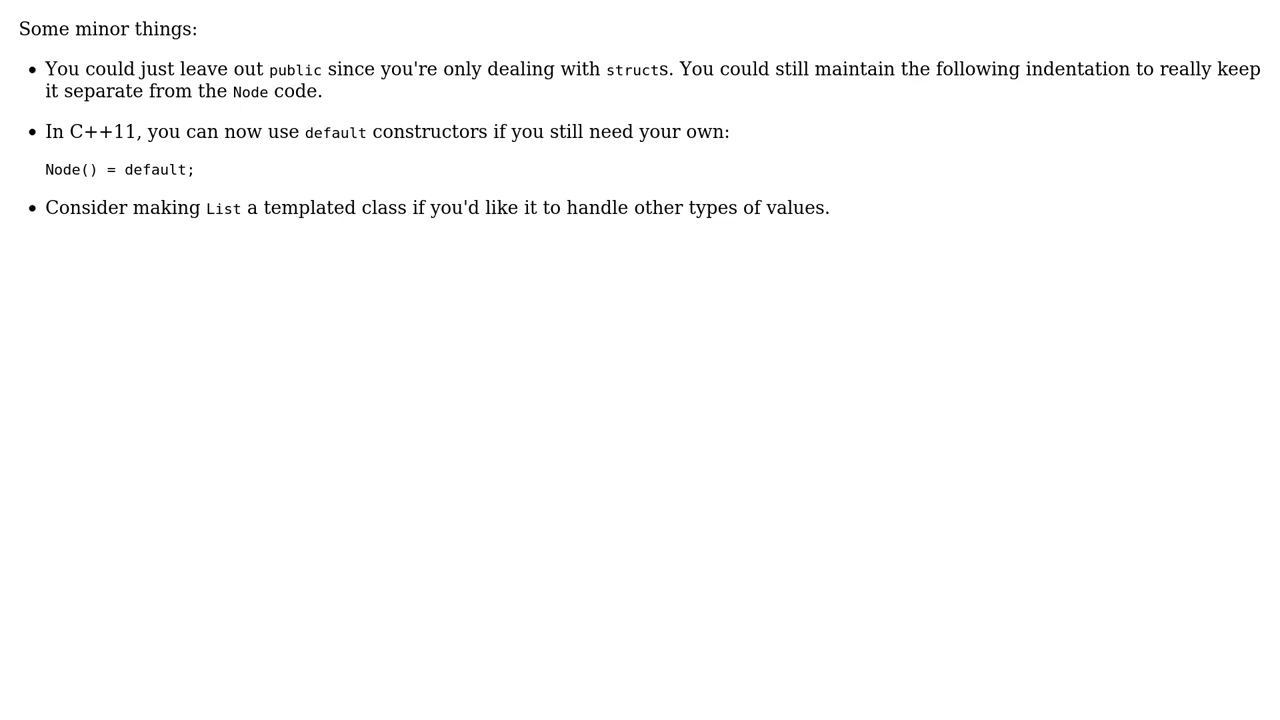 Some minor things:
• You could just leave out public since you're only dealing with structs. You could still maintain the following indentation to really keep
it separate from the Node code.
• In C++11, you can now use default constructors if you still need your own:
Node() = default;
• Consider making List a templated class if you'd like it to handle other types of values.